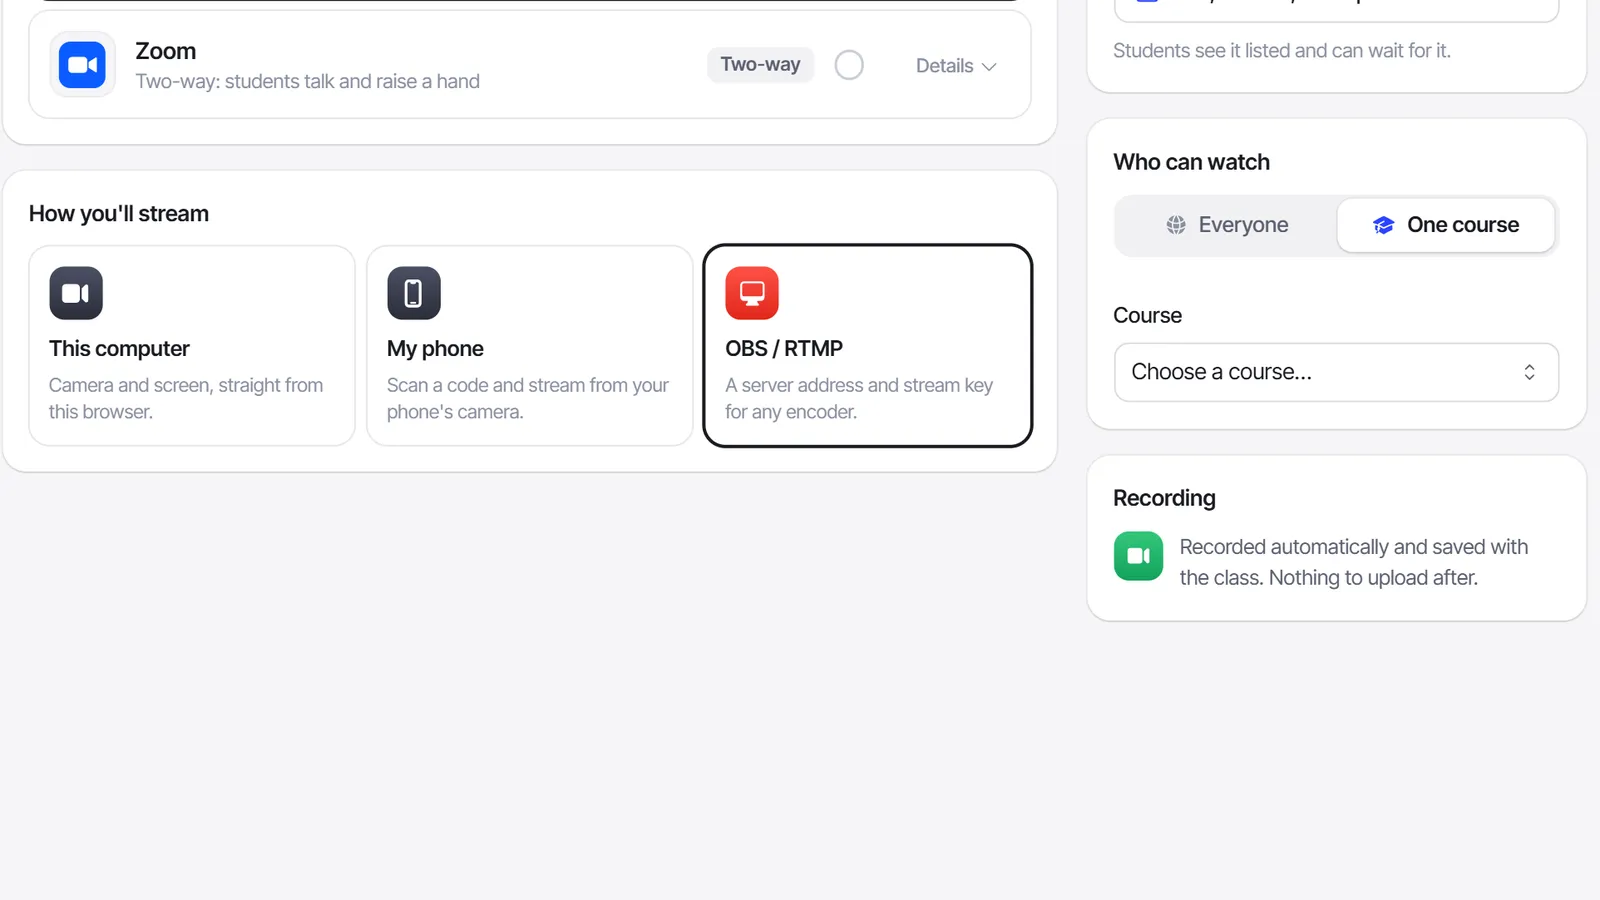 Zoom
Two-way: students talk and raise a hand
Two-way
Details
How you'll stream
This computer
Camera and screen, straight from
this browser.
My phone
Scan a code and stream from your
phone's camera.
OBS / RTMP
A server address and stream key
for any encoder.
Students see it listed and can wait for it.
Who can watch
Everyone
One course
Course
Choose a course...
Recording
Recorded automatically and saved with
the class. Nothing to upload after.